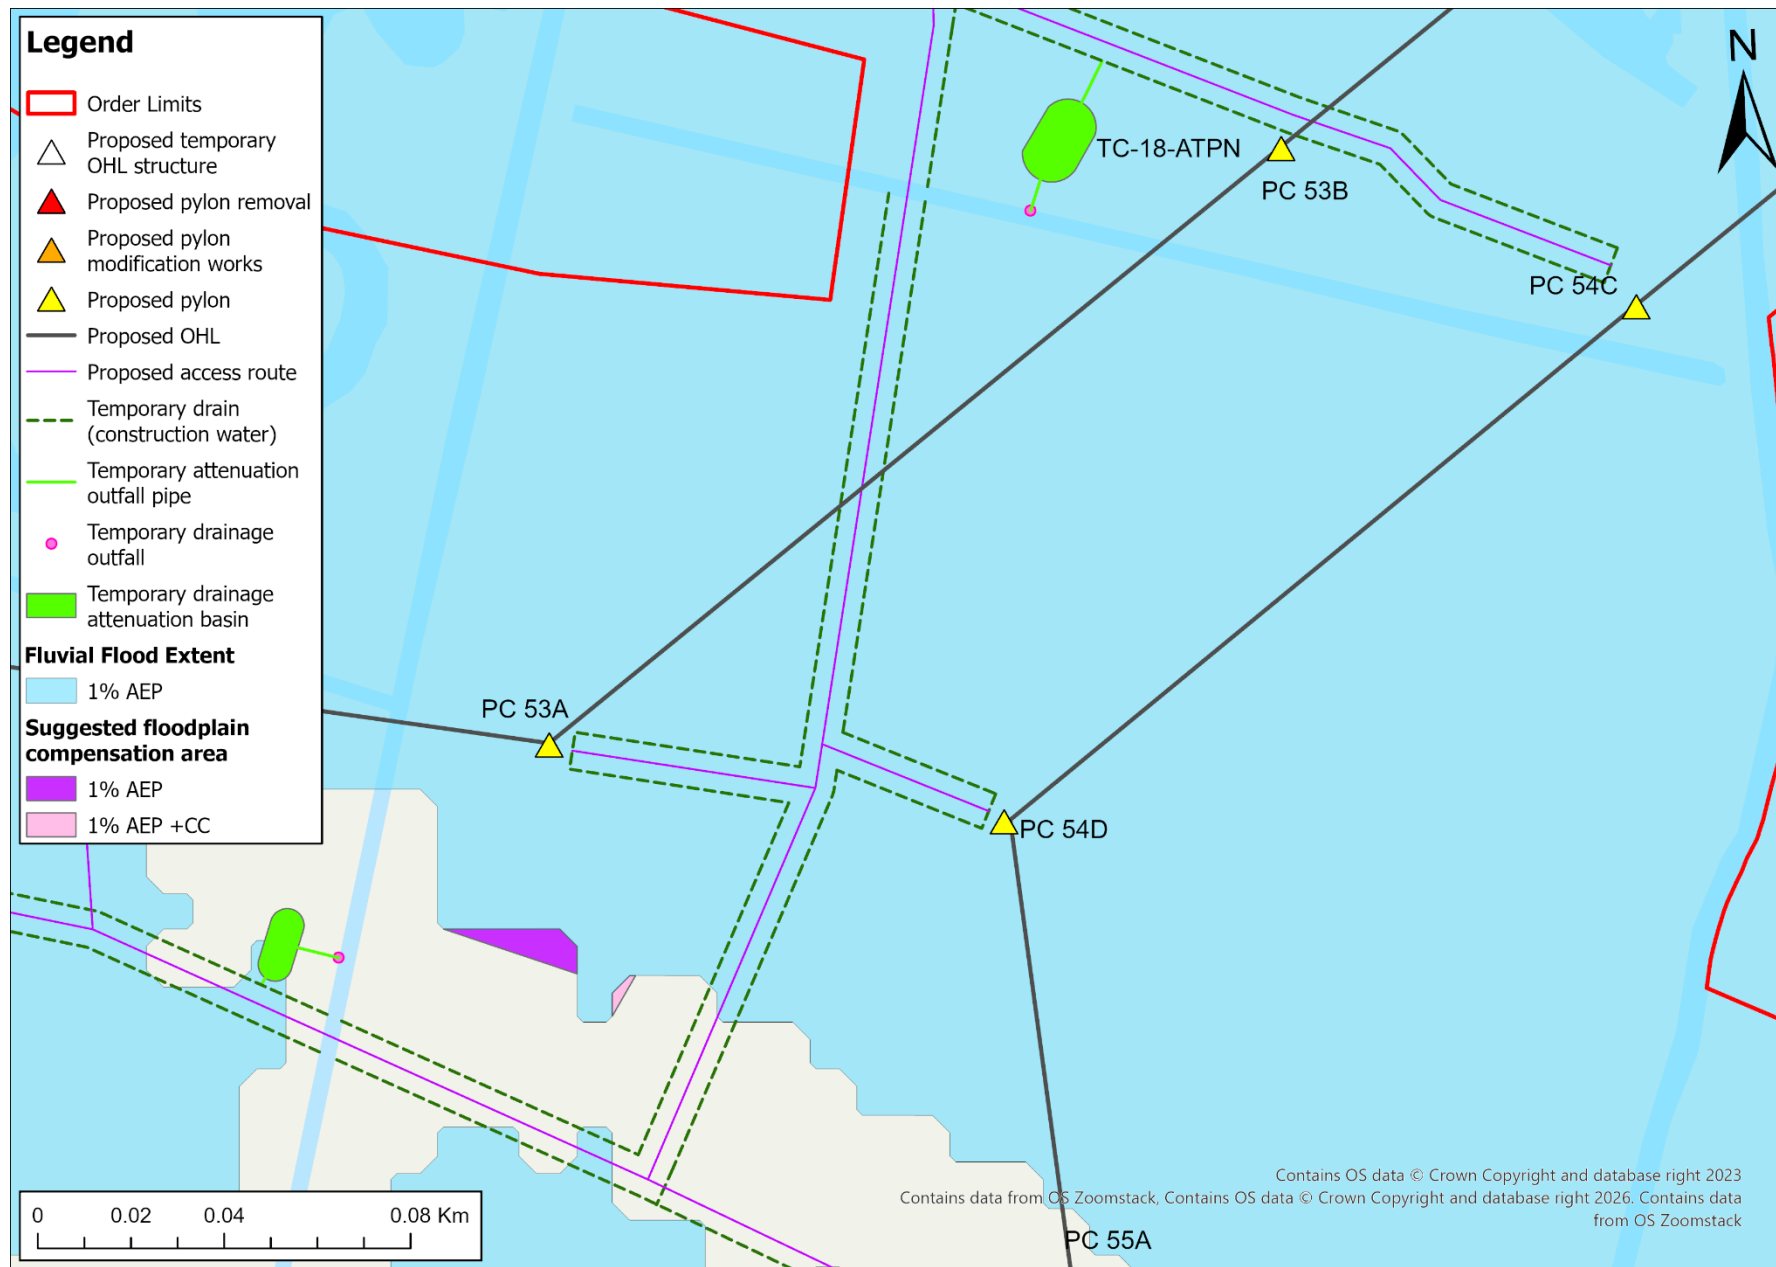 Legend
Order Limits
Proposed temporary
OHL structure
Proposed pylon removal
Proposed pylon
modification works
Proposed pylon
Proposed OHL
Proposed access route
Temporary drain
(construction water)
Temporary attenuation
outfall pipe
Temporary drainage
outfall
Temporary drainage
attenuation basin
Fluvial Flood Extent
1% AEP
Suggested floodplain
compensation area
1% AEP
1% AEP +CC
N
TC-18-ATPN
PC 53B
PC 54C
PC 53A
PC 54D
PC 55A
0 0.02 0.04 0.08 Km
Contains OS data © Crown Copyright and database right 2023
Contains data from OS Zoomstack, Contains OS data © Crown Copyright and database right 2026. Contains data
from OS Zoomstack